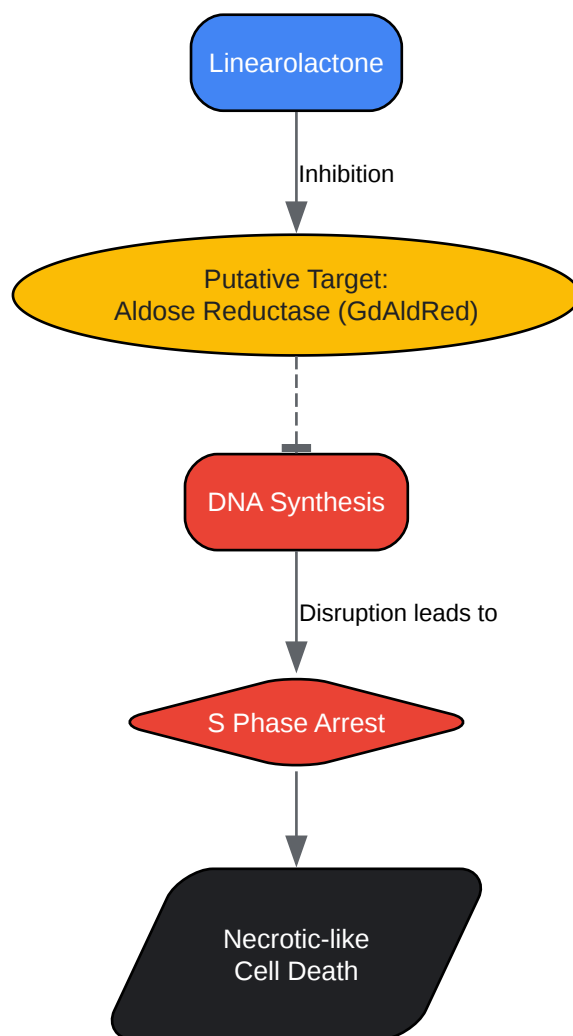 Linearolactone
Inhibition
Putative Target:
Aldose Reductase (GdAldRed)
DNA Synthesis
Disruption leads to
S Phase Arrest
Necrotic-like
Cell Death